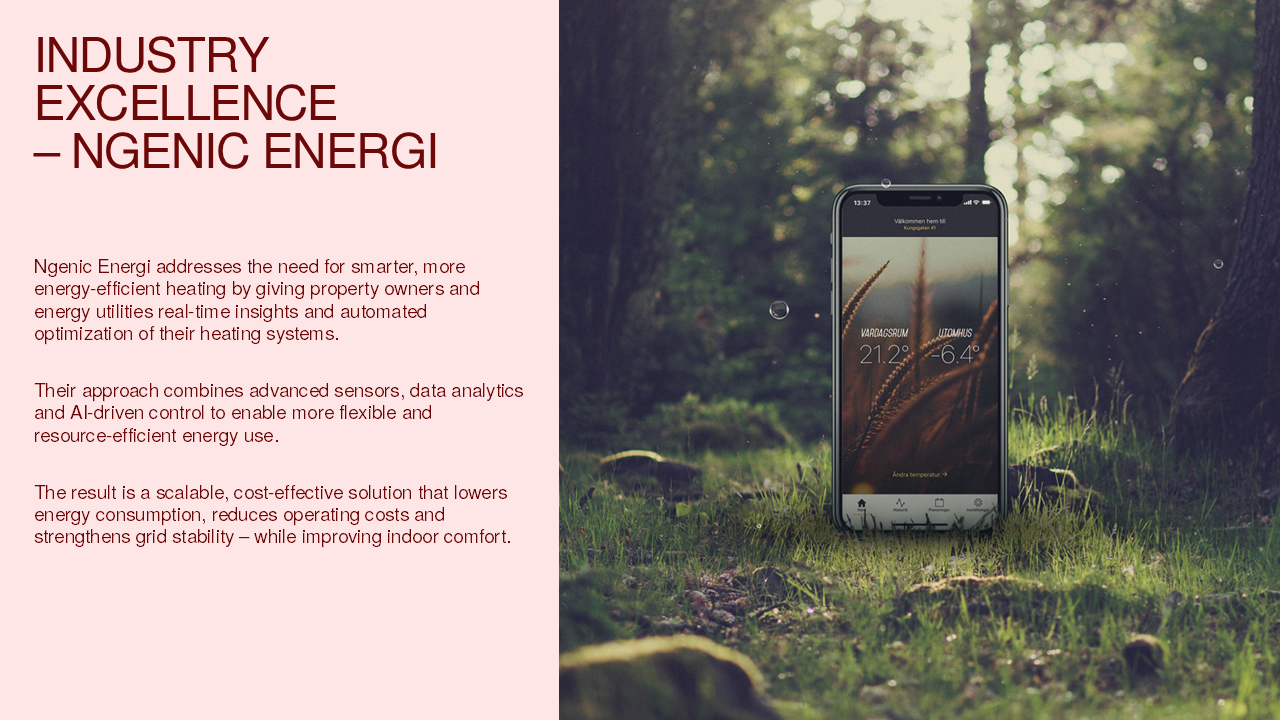 INDUSTRY
EXCELLENCE
– NGENIC ENERGI
Ngenic Energi addresses the need for smarter, more
energy-efficient heating by giving property owners and
energy utilities real-time insights and automated
optimization of their heating systems.
Their approach combines advanced sensors, data analytics
and AI-driven control to enable more flexible and
resource-efficient energy use.
The result is a scalable, cost-effective solution that lowers
energy consumption, reduces operating costs and
strengthens grid stability – while improving indoor comfort.
13:37
Välkommen hem till
Kungsgatan 41
VARDAGSRUM UTOMHUS
21.2° -6.4°
Ändra temperatur →